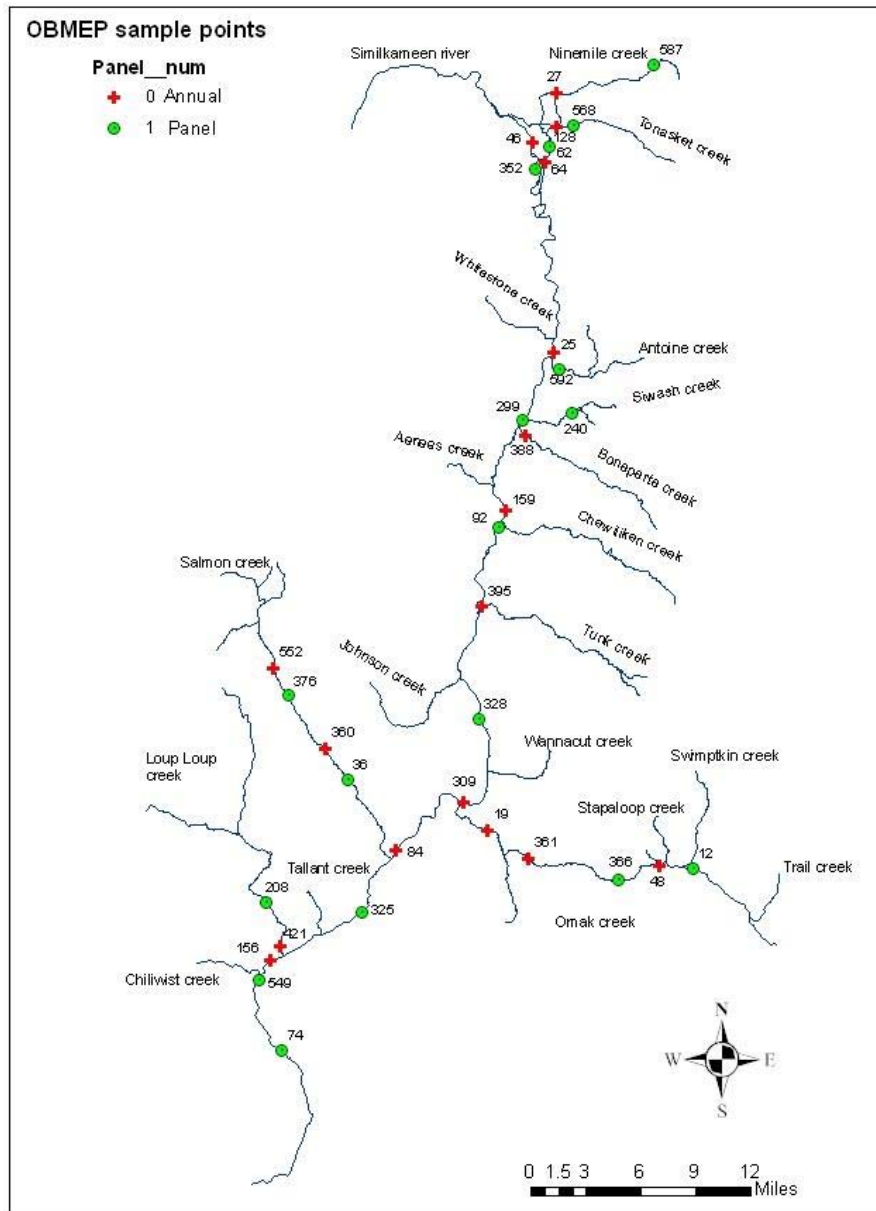 OBMEP sample points
Panel__num
0 Annual
1 Panel
Similkameen river
Ninemile creek
587
27
568
Tonasket creek
46
128
62
352
64
Whitestone creek
25
Antoine creek
592
Siwash creek
299
240
388
Bonaparte creek
Aeneas creek
159
92
Chewiliken creek
Salmon creek
395
Tunk creek
552
376
Johnson creek
328
360
36
Wannacut creek
Swimptkin creek
Loup Loup
creek
309
19
Stapaloop creek
84
361
366
48
12
Trail creek
Tallant creek
208
325
Omak creek
421
156
Chiliwist creek
549
74
N
W
E
S
0 1.5 3 6 9 12
Miles